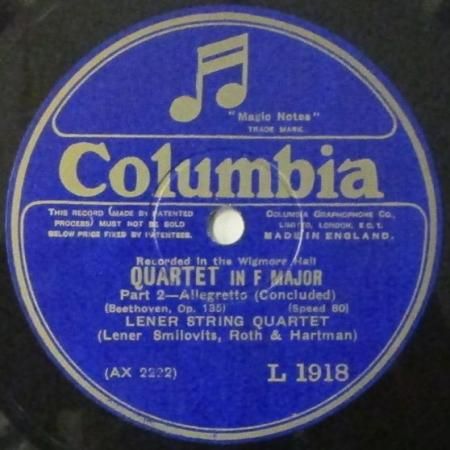 "Magic Notes"
TRADE MARK.
Columbia
THIS RECORD (MADE BY PATENTED
PROCESS) MUST NOT BE SOLD
BELOW PRICE FIXED BY PATENTEES.
COLUMBIA GRAPHOPHONE CO.,
LIMITED, LONDON, E.C.1.
MADE IN ENGLAND.
Recorded in the Wigmore Hall
QUARTET IN F MAJOR
Part 2—Allegretto (Concluded)
(Beethoven, Op. 135) (Speed 80)
LENER STRING QUARTET
(Lener Smilovits, Roth & Hartman)
(AX 2222) L 1918